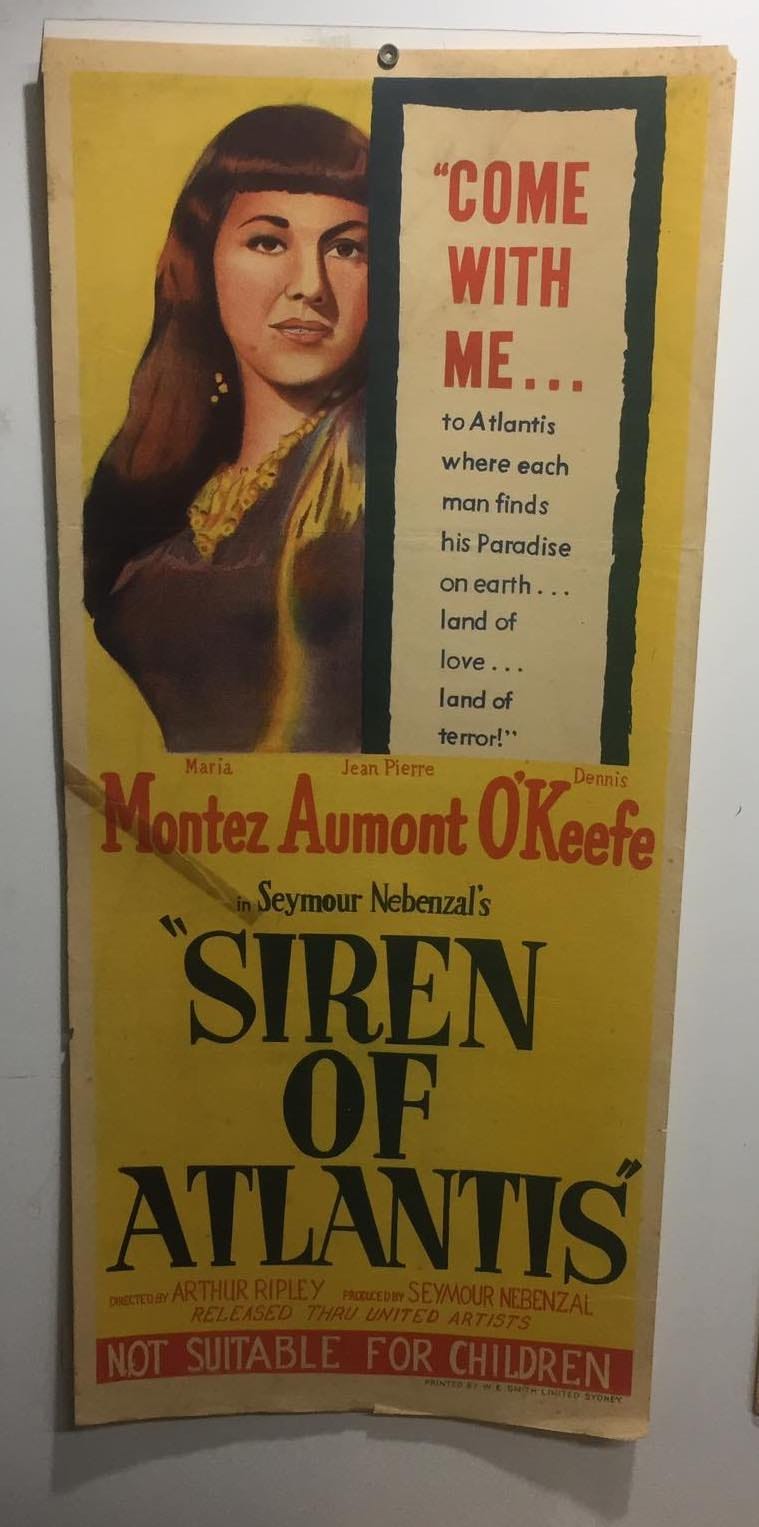 “COME
WITH
ME...
to Atlantis
where each
man finds
his Paradise
on earth...
land of
love...
land of
terror!”
Maria Jean Pierre Dennis
Montez Aumont O'Keefe
in Seymour Nebenzal's
"SIREN
OF
ATLANTIS"
DIRECTED BY ARTHUR RIPLEY PRODUCED BY SEYMOUR NEBENZAL
RELEASED THRU UNITED ARTISTS
NOT SUITABLE FOR CHILDREN
PRINTED BY W. E. SMITH LIMITED SYDNEY